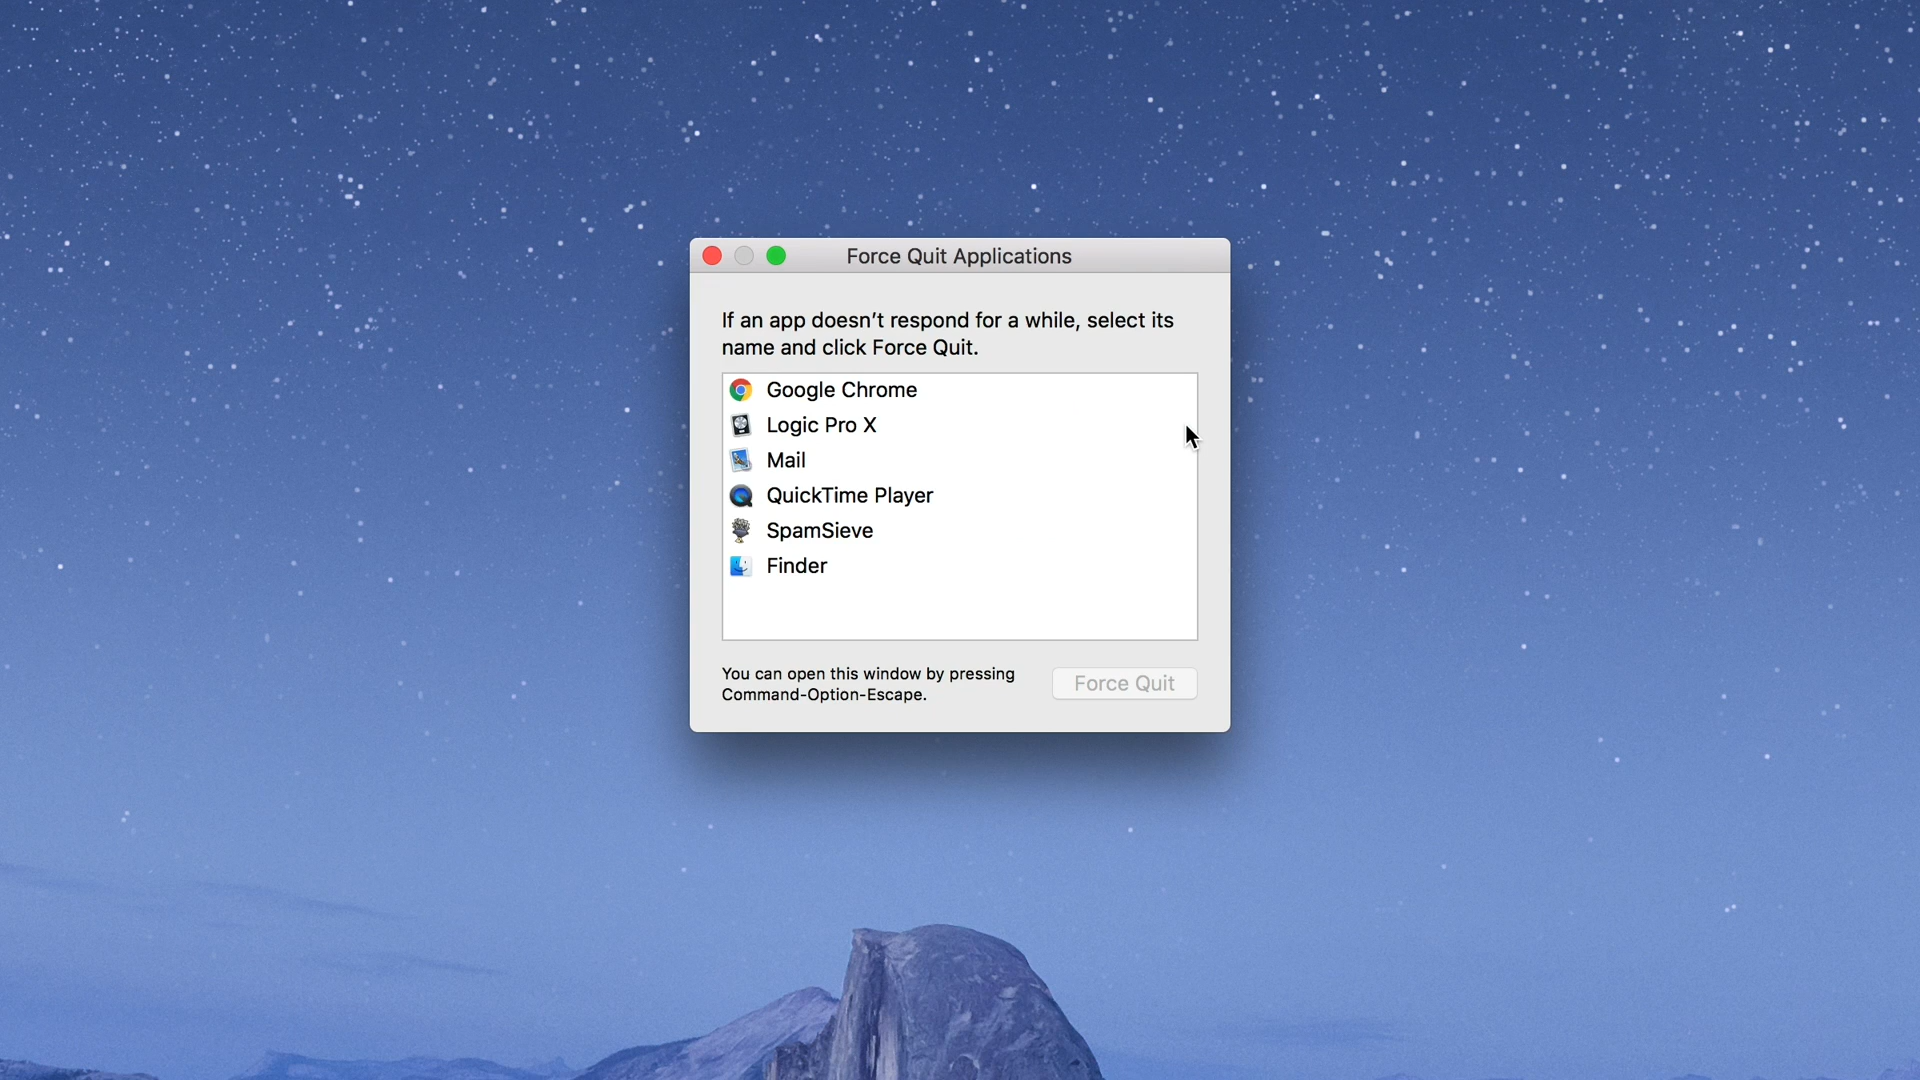 Force Quit Applications
If an app doesn’t respond for a while, select its
name and click Force Quit.
Google Chrome
Logic Pro X
Mail
QuickTime Player
SpamSieve
Finder
You can open this window by pressing
Command-Option-Escape.
Force Quit